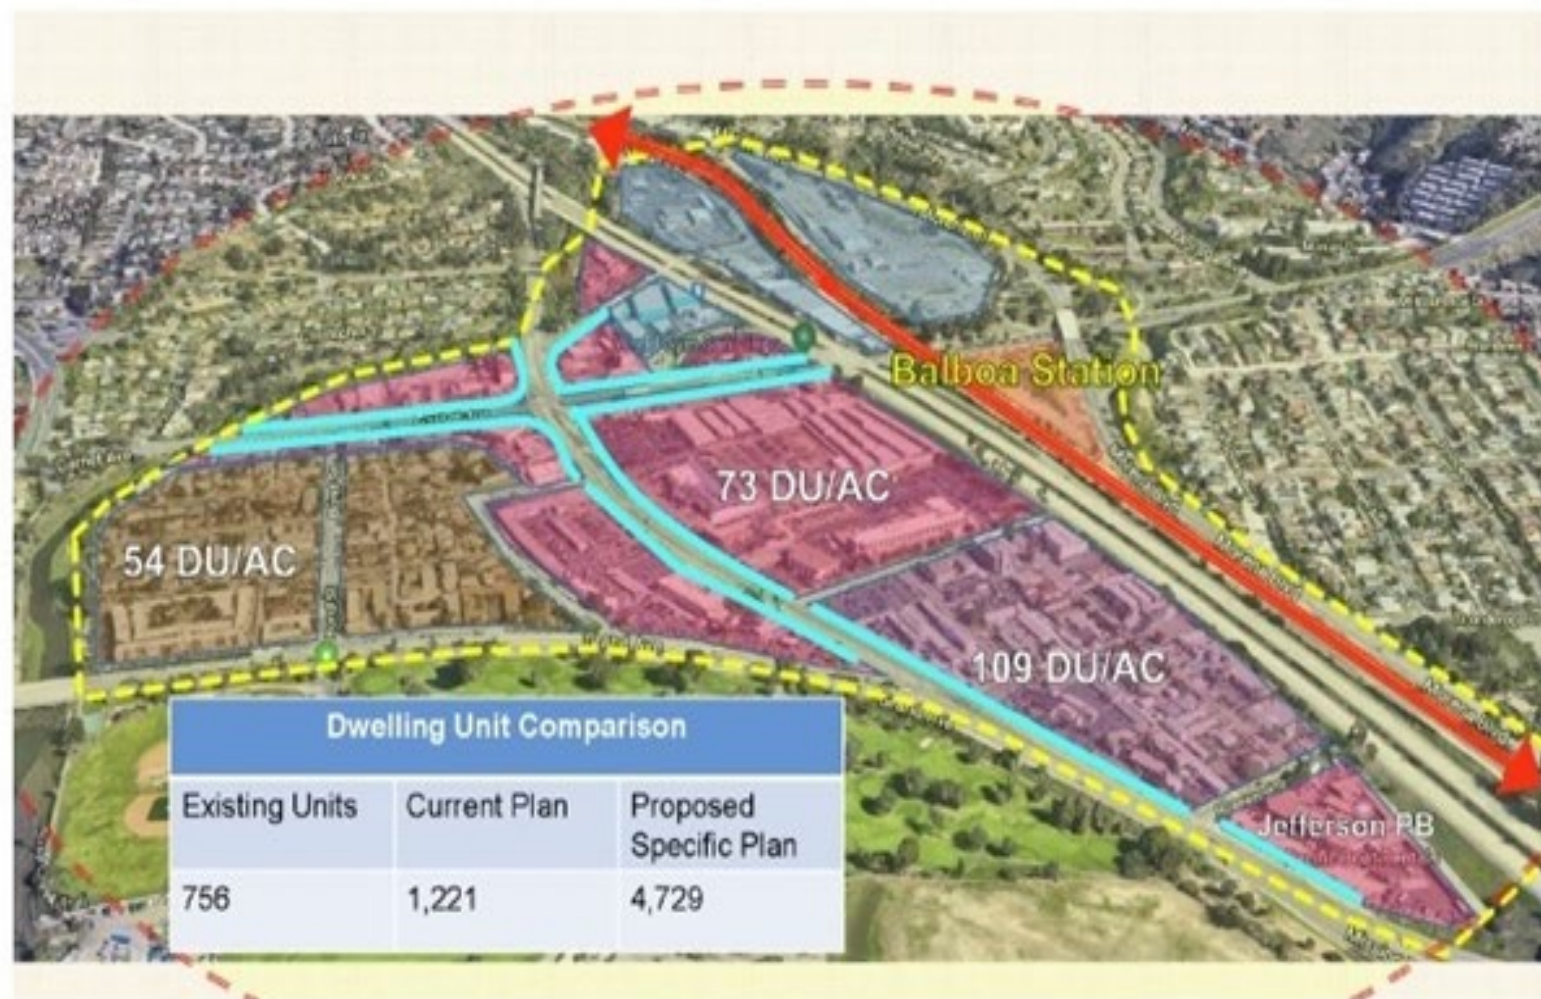 Balboa Station
73 DU/AC
54 DU/AC
109 DU/AC
Jefferson PB
Dwelling Unit Comparison
Existing Units
Current Plan
Proposed
Specific Plan
756
1,221
4,729